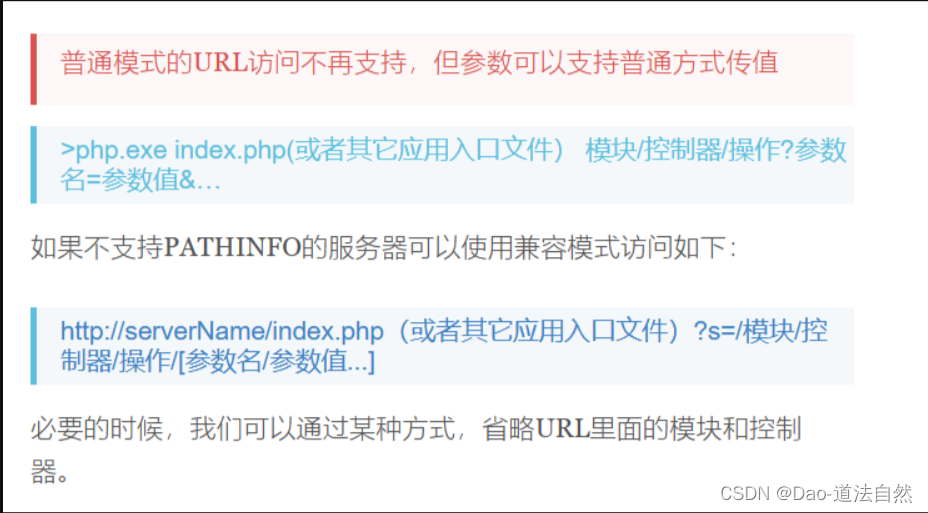 普通模式的URL访问不再支持，但参数可以支持普通方式传值
>php.exe index.php(或者其它应用入口文件） 模块/控制器/操作?参数
名=参数值&...
如果不支持PATHINFO的服务器可以使用兼容模式访问如下：
http://serverName/index.php（或者其它应用入口文件）?s=/模块/控
制器/操作/[参数名/参数值...]
必要的时候，我们可以通过某种方式，省略URL里面的模块和控制
器。
CSDN @Dao-道法自然